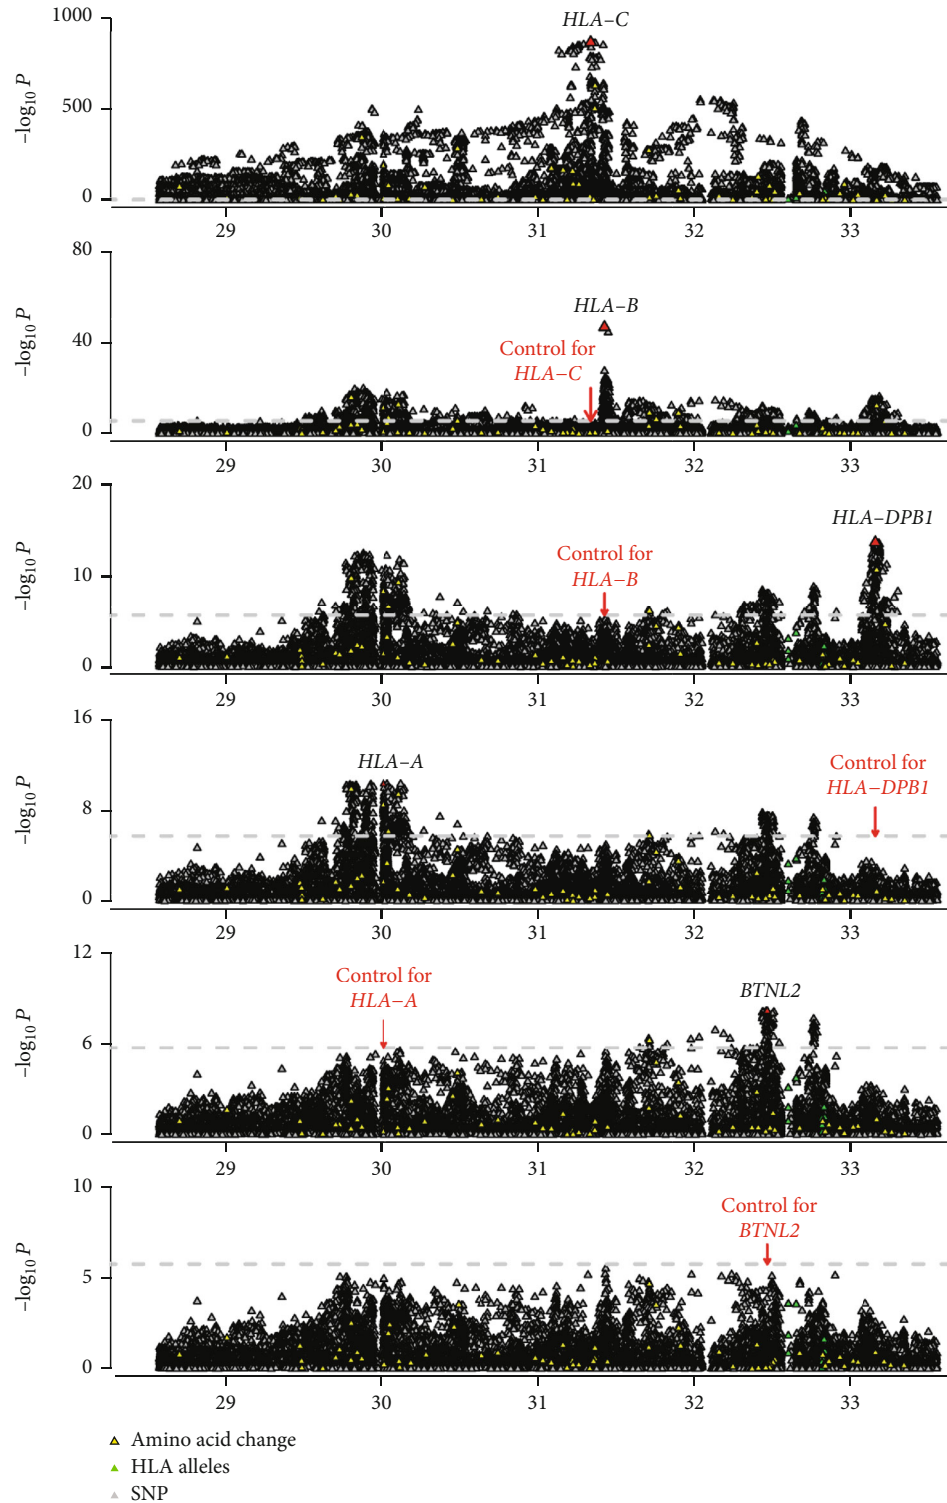 1000
500
0
−log10 P
HLA−C
29 30 31 32 33
80
40
0
−log10 P
HLA−B
Control for
HLA−C
29 30 31 32 33
20
10
0
−log10 P
HLA−DPB1
Control for
HLA−B
29 30 31 32 33
16
8
0
−log10 P
HLA−A
Control for
HLA−DPB1
29 30 31 32 33
12
6
0
−log10 P
Control for
HLA−A
BTNL2
29 30 31 32 33
10
5
0
−log10 P
Control for
BTNL2
29 30 31 32 33
Amino acid change
HLA alleles
SNP